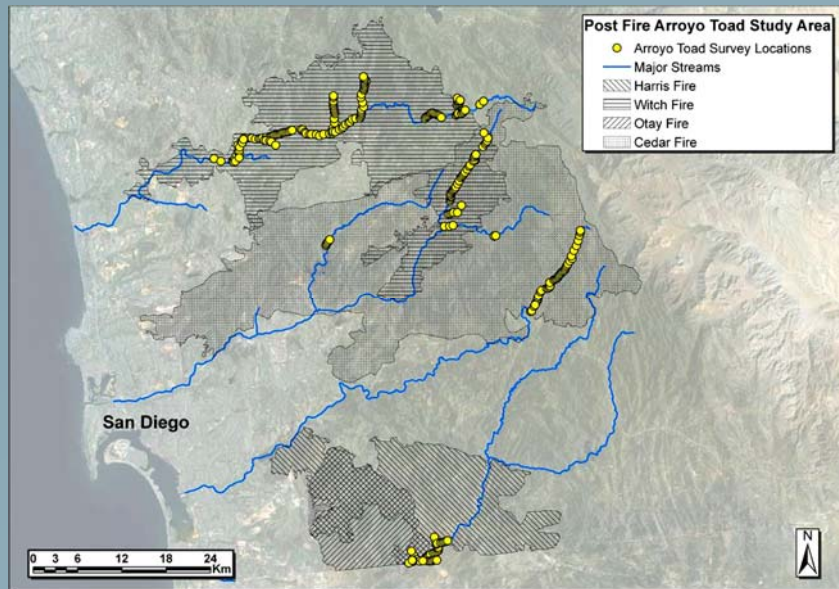 Post Fire Arroyo Toad Study Area
Arroyo Toad Survey Locations
Major Streams
Harris Fire
Witch Fire
Otay Fire
Cedar Fire
San Diego
N
0 3 6 12 18 24
Km